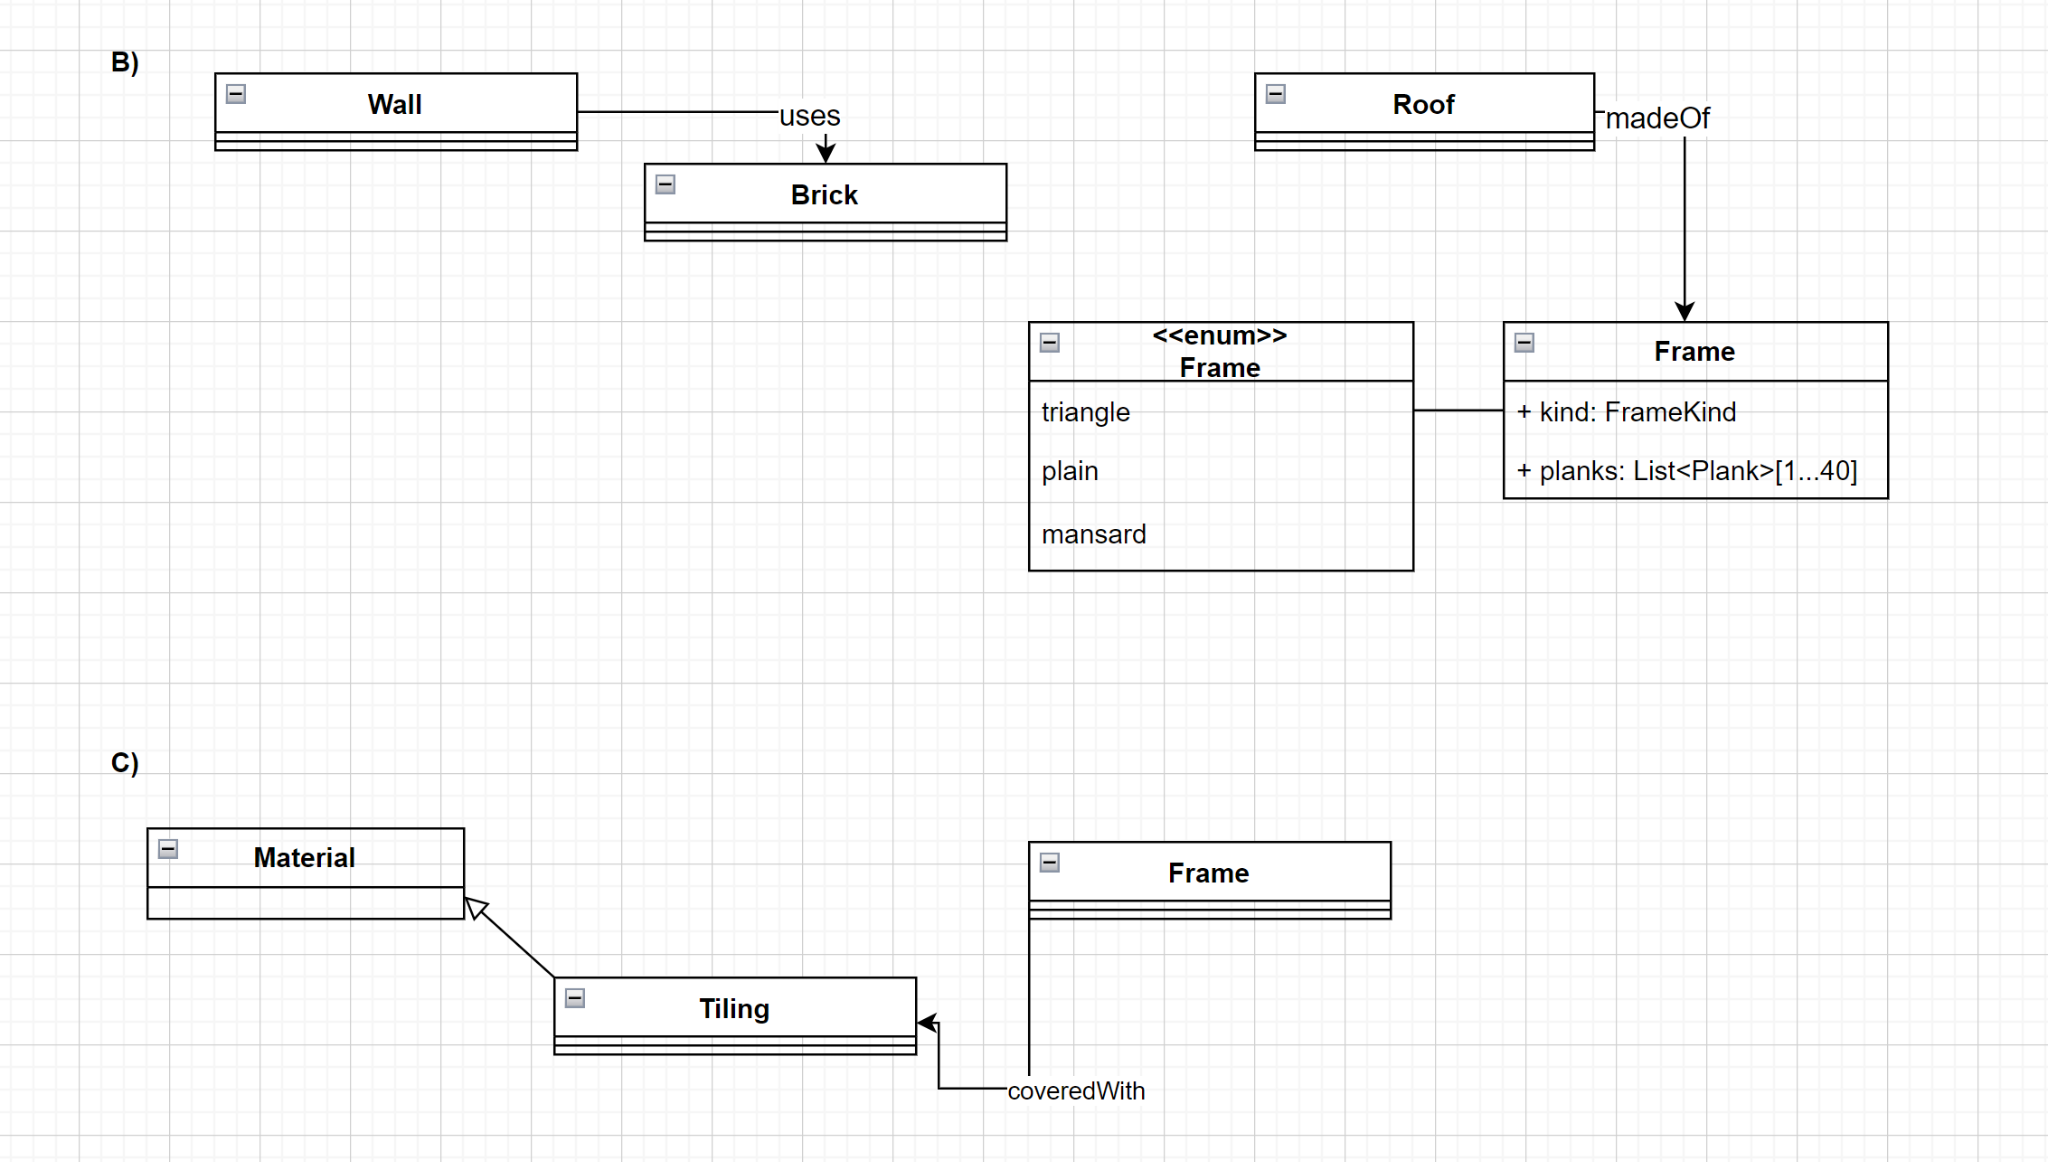 B)
Wall
uses
Brick
Roof
madeOf
<<enum>>
Frame
triangle
plain
mansard
Frame
+ kind: FrameKind
+ planks: List<Plank>[1...40]
C)
Material
Tiling
Frame
coveredWith